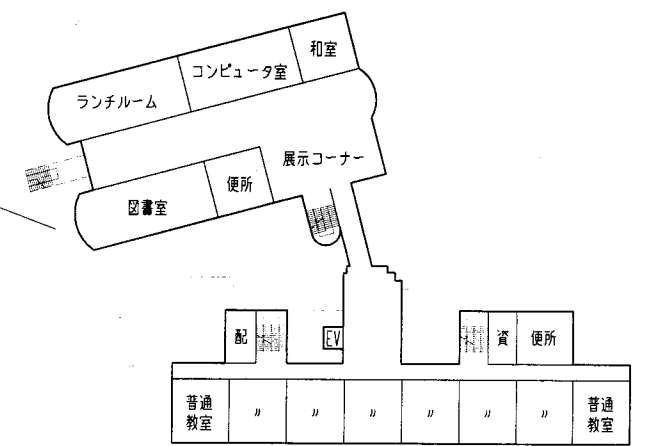 和室
コンピュータ室
ランチルーム
展示コーナー
便所
図書室
配
EV
資
便所
普通
教室
〃
〃
〃
〃
〃
〃
普通
教室